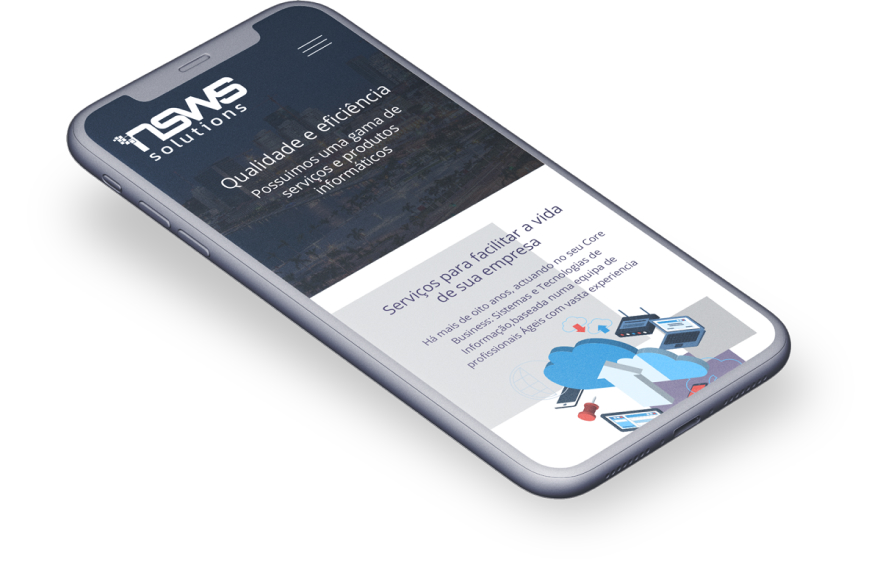 nsws
solutions
Qualidade e eficiência
Possuimos uma gama de
serviços e produtos
informáticos
Serviços para facilitar a vida
de sua empresa
Há mais de oito anos, actuando no seu Core
Business: Sistemas e Tecnologias de
Informação,baseada numa equipa de
profissionais Ágeis com vasta experiencia